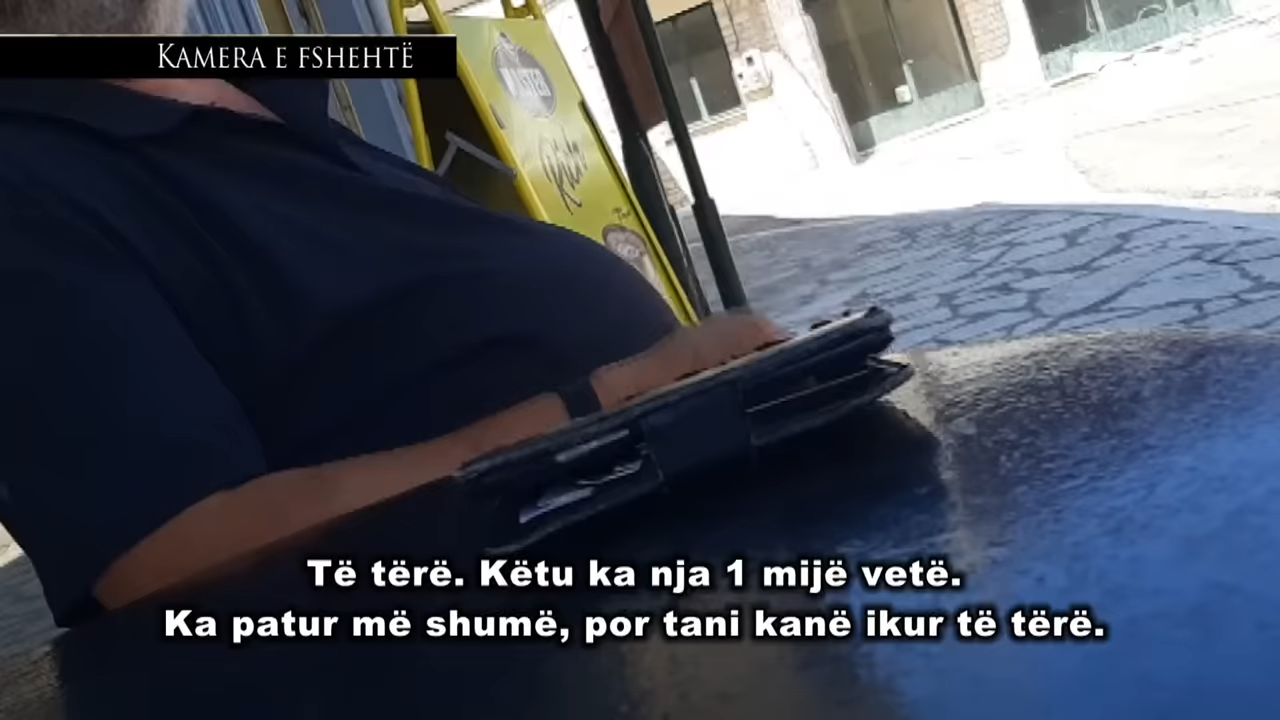 KAMERA E FSHEHTË
Rich
Të tërë. Këtu ka nja 1 mijë vetë.
Ka patur më shumë, por tani kanë ikur të tërë.